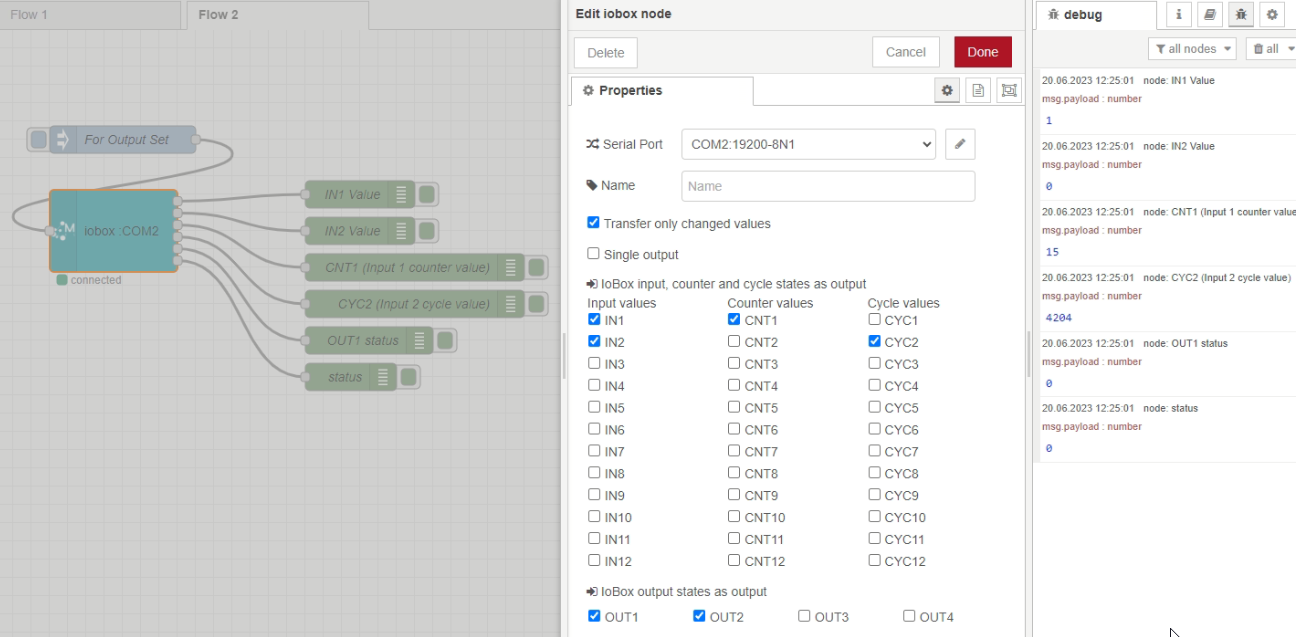 Flow 1
Flow 2
For Output Set
iobox :COM2
connected
IN1 Value
IN2 Value
CNT1 (Input 1 counter value)
CYC2 (Input 2 cycle value)
OUT1 status
status
Edit iobox node
Delete
Cancel
Done
Properties
Serial Port
COM2:19200-8N1
Name
Name
Transfer only changed values
Single output
IoBox input, counter and cycle states as output
Input values Counter values Cycle values
IN1 CNT1 CYC1
IN2 CNT2 CYC2
IN3 CNT3 CYC3
IN4 CNT4 CYC4
IN5 CNT5 CYC5
IN6 CNT6 CYC6
IN7 CNT7 CYC7
IN8 CNT8 CYC8
IN9 CNT9 CYC9
IN10 CNT10 CYC10
IN11 CNT11 CYC11
IN12 CNT12 CYC12
IoBox output states as output
OUT1 OUT2 OUT3 OUT4
debug
all nodes
all
20.06.2023 12:25:01 node: IN1 Value
msg.payload : number
1
20.06.2023 12:25:01 node: IN2 Value
msg.payload : number
0
20.06.2023 12:25:01 node: CNT1 (Input 1 counter value
msg.payload : number
15
20.06.2023 12:25:01 node: CYC2 (Input 2 cycle value)
msg.payload : number
4204
20.06.2023 12:25:01 node: OUT1 status
msg.payload : number
0
20.06.2023 12:25:01 node: status
msg.payload : number
0